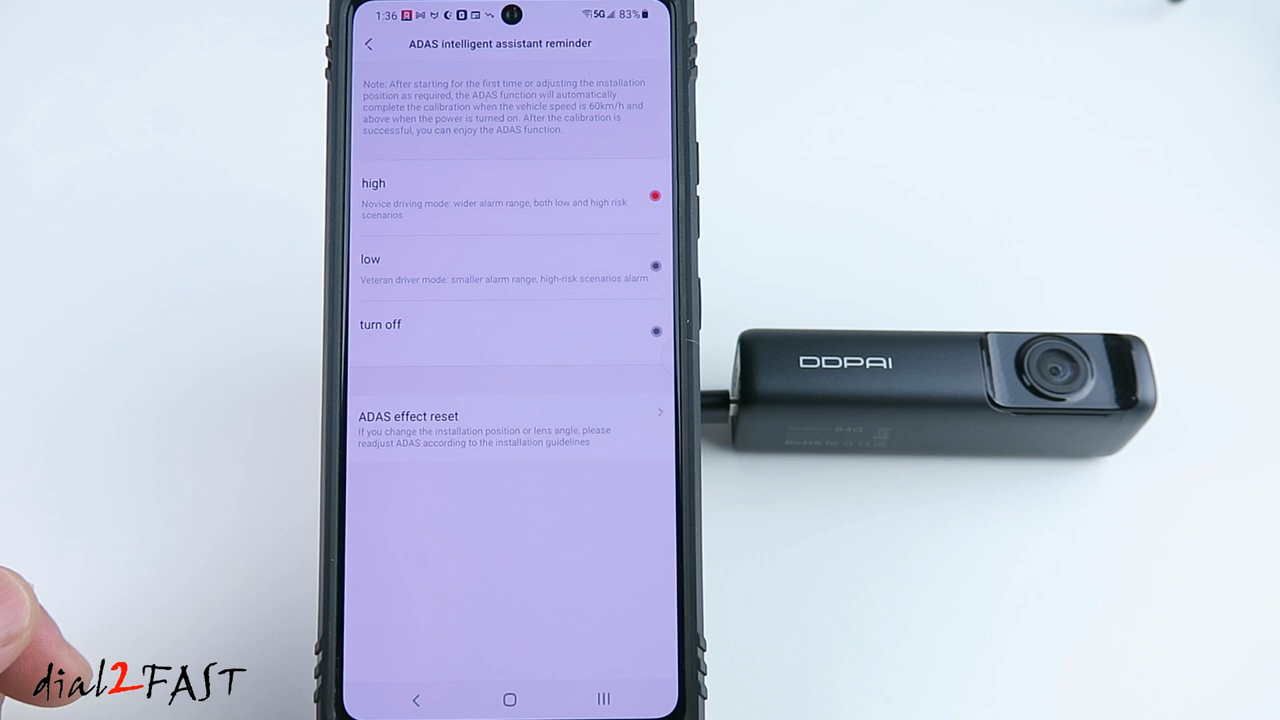 1:36
5G 83%
ADAS intelligent assistant reminder
Note: After starting for the first time or adjusting the installation
position as required, the ADAS function will automatically
complete the calibration when the vehicle speed is 60km/h and
above when the power is turned on. After the calibration is
successful, you can enjoy the ADAS function.
high
Novice driving mode: wider alarm range, both low and high risk
scenarios
low
Veteran driver mode: smaller alarm range, high-risk scenarios alarm
turn off
ADAS effect reset
If you change the installation position or lens angle, please
readjust ADAS according to the installation guidelines
DDPAI
64G
RoHS
dial2FAST